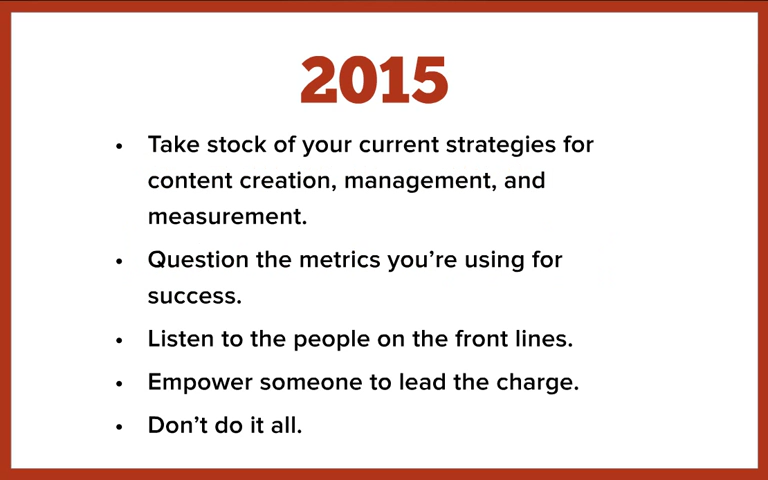 2015
• Take stock of your current strategies for
content creation, management, and
measurement.
• Question the metrics you’re using for
success.
• Listen to the people on the front lines.
• Empower someone to lead the charge.
• Don’t do it all.